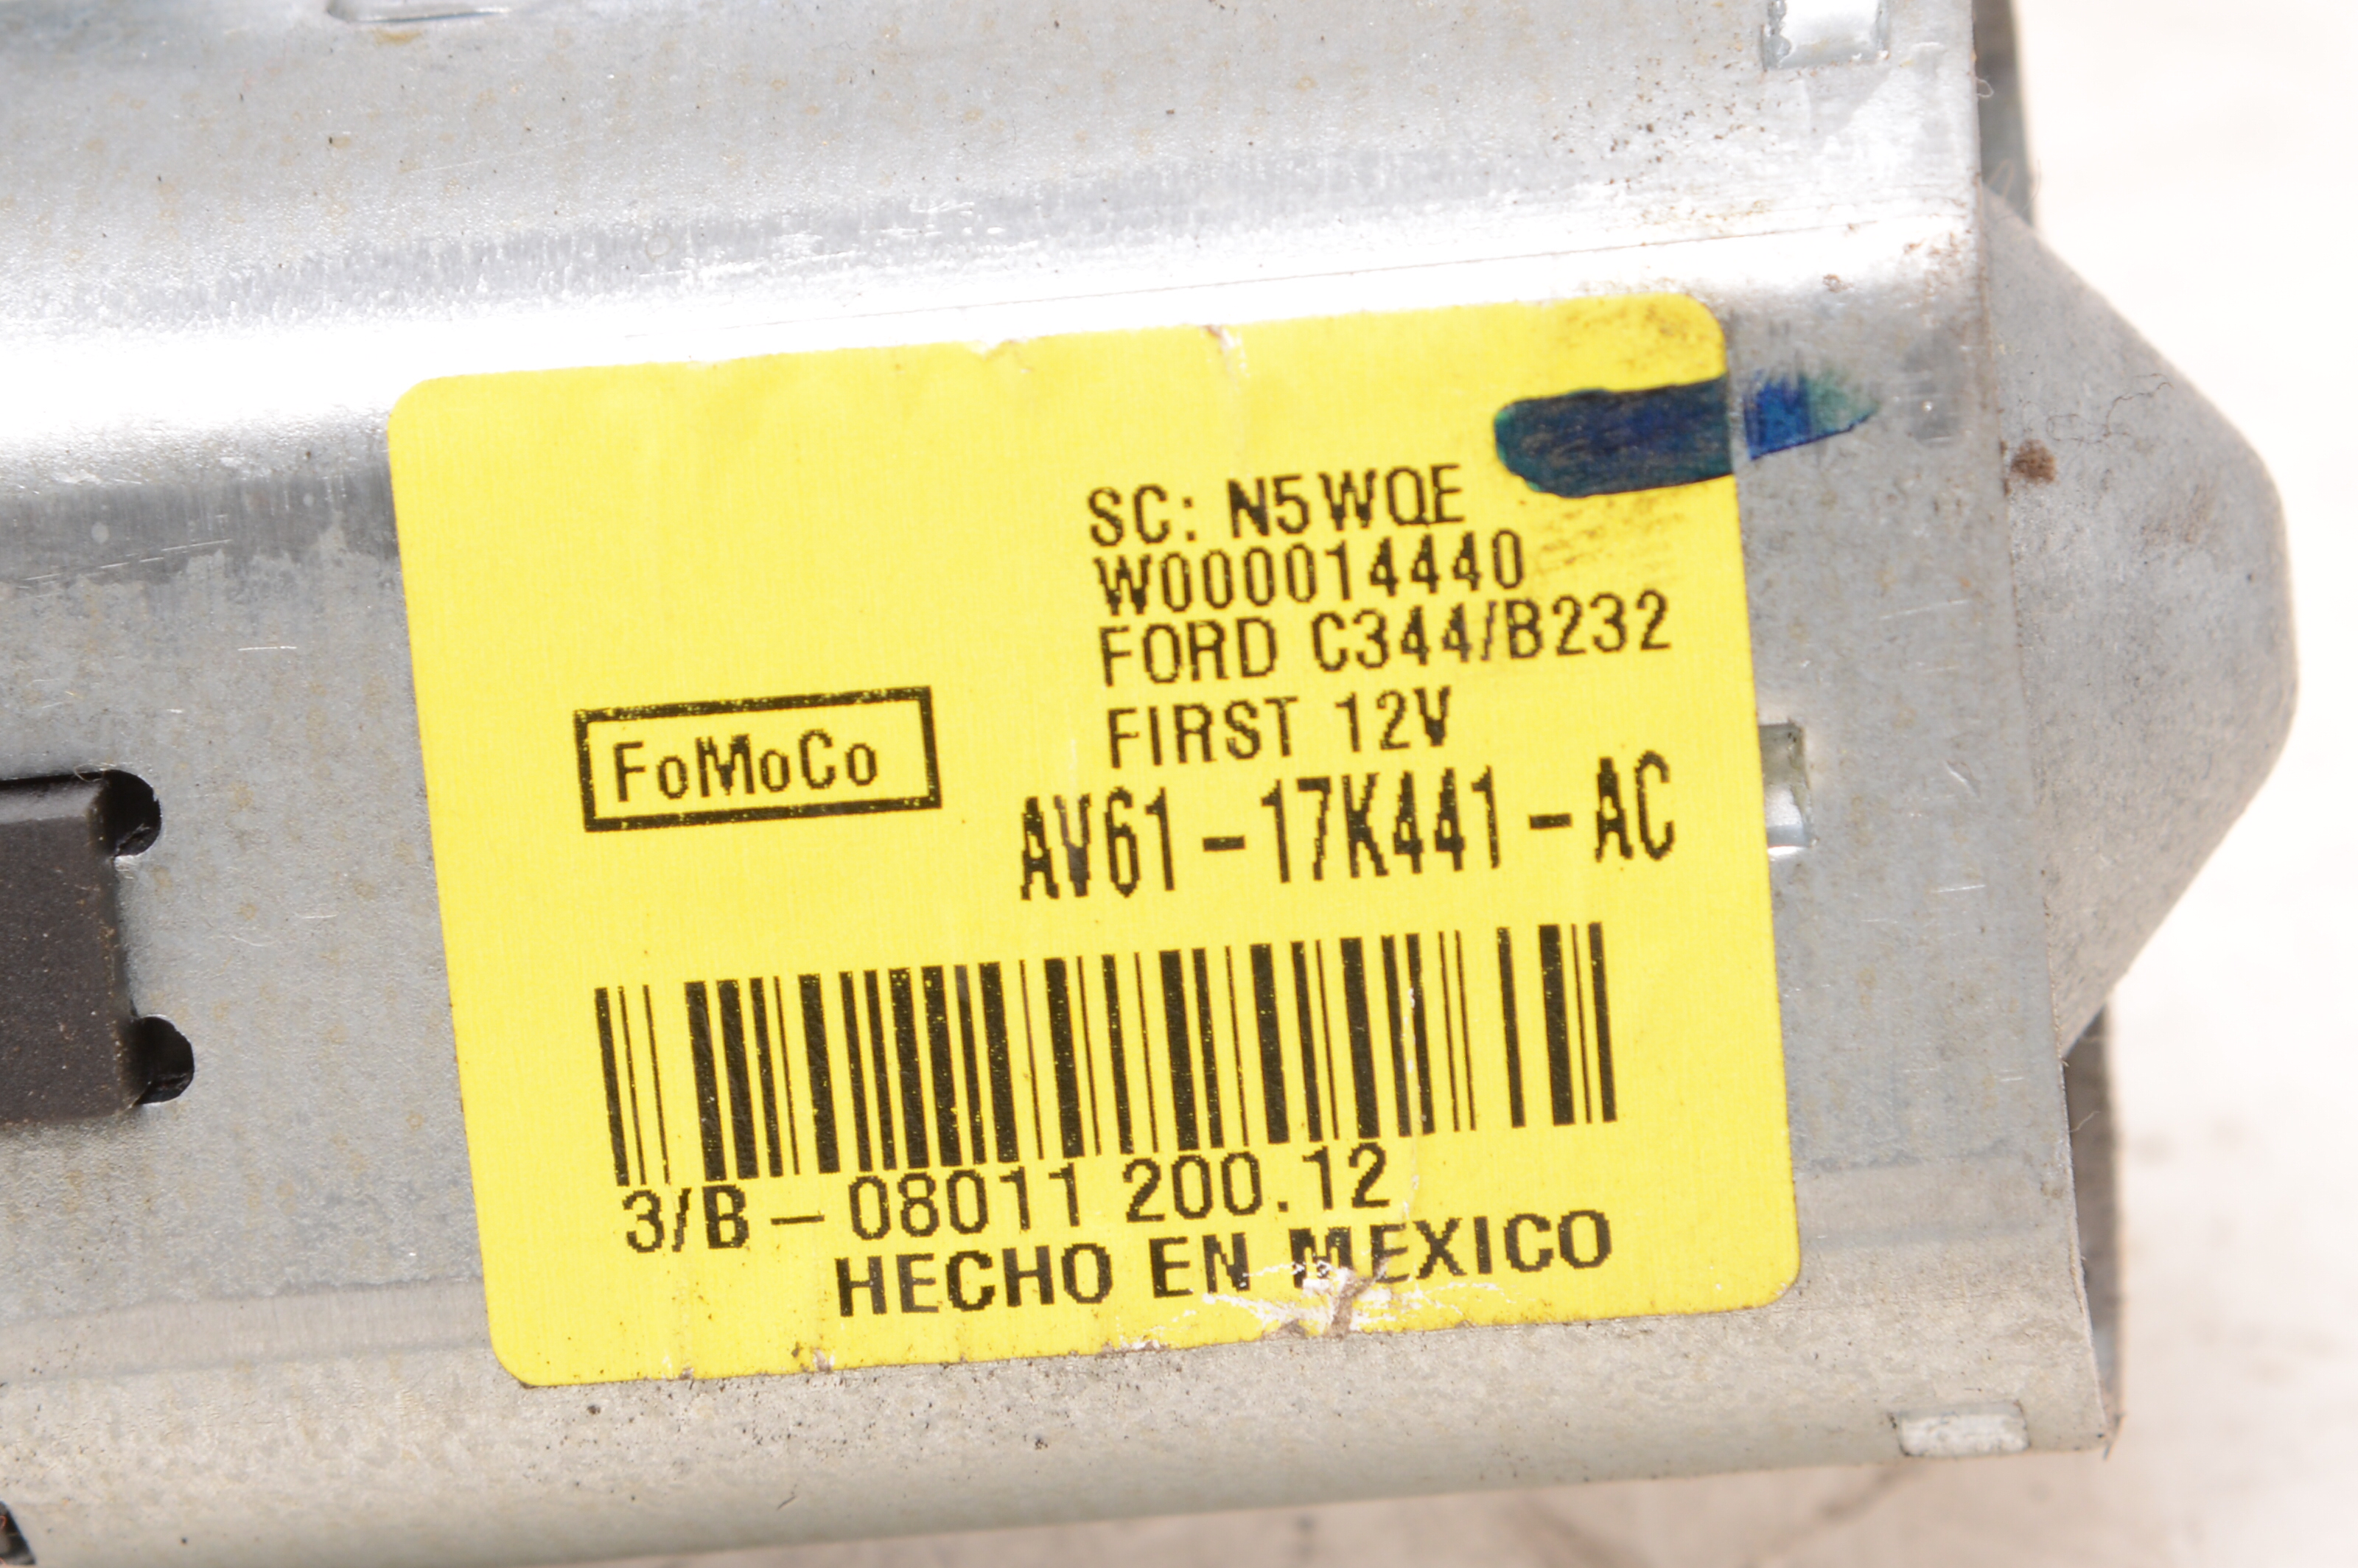 SC: N5WQE
W000014440
FORD C344/B232
FIRST 12V
FoMoCo
AV61-17K441-AC
3/B-08011 200.12
HECHO EN MEXICO